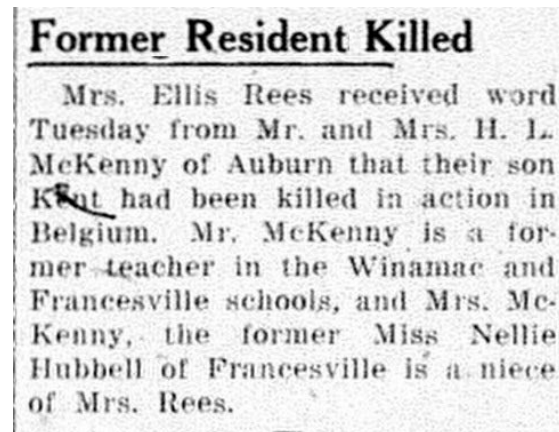 Former Resident Killed
Mrs. Ellis Rees received word
Tuesday from Mr. and Mrs. H. L.
McKenny of Auburn that their son
Kent had been killed in action in
Belgium. Mr. McKenny is a for-
mer teacher in the Winamac and
Francesville schools, and Mrs. Mc-
Kenny, the former Miss Nellie
Hubbell of Francesville is a niece
of Mrs. Rees.